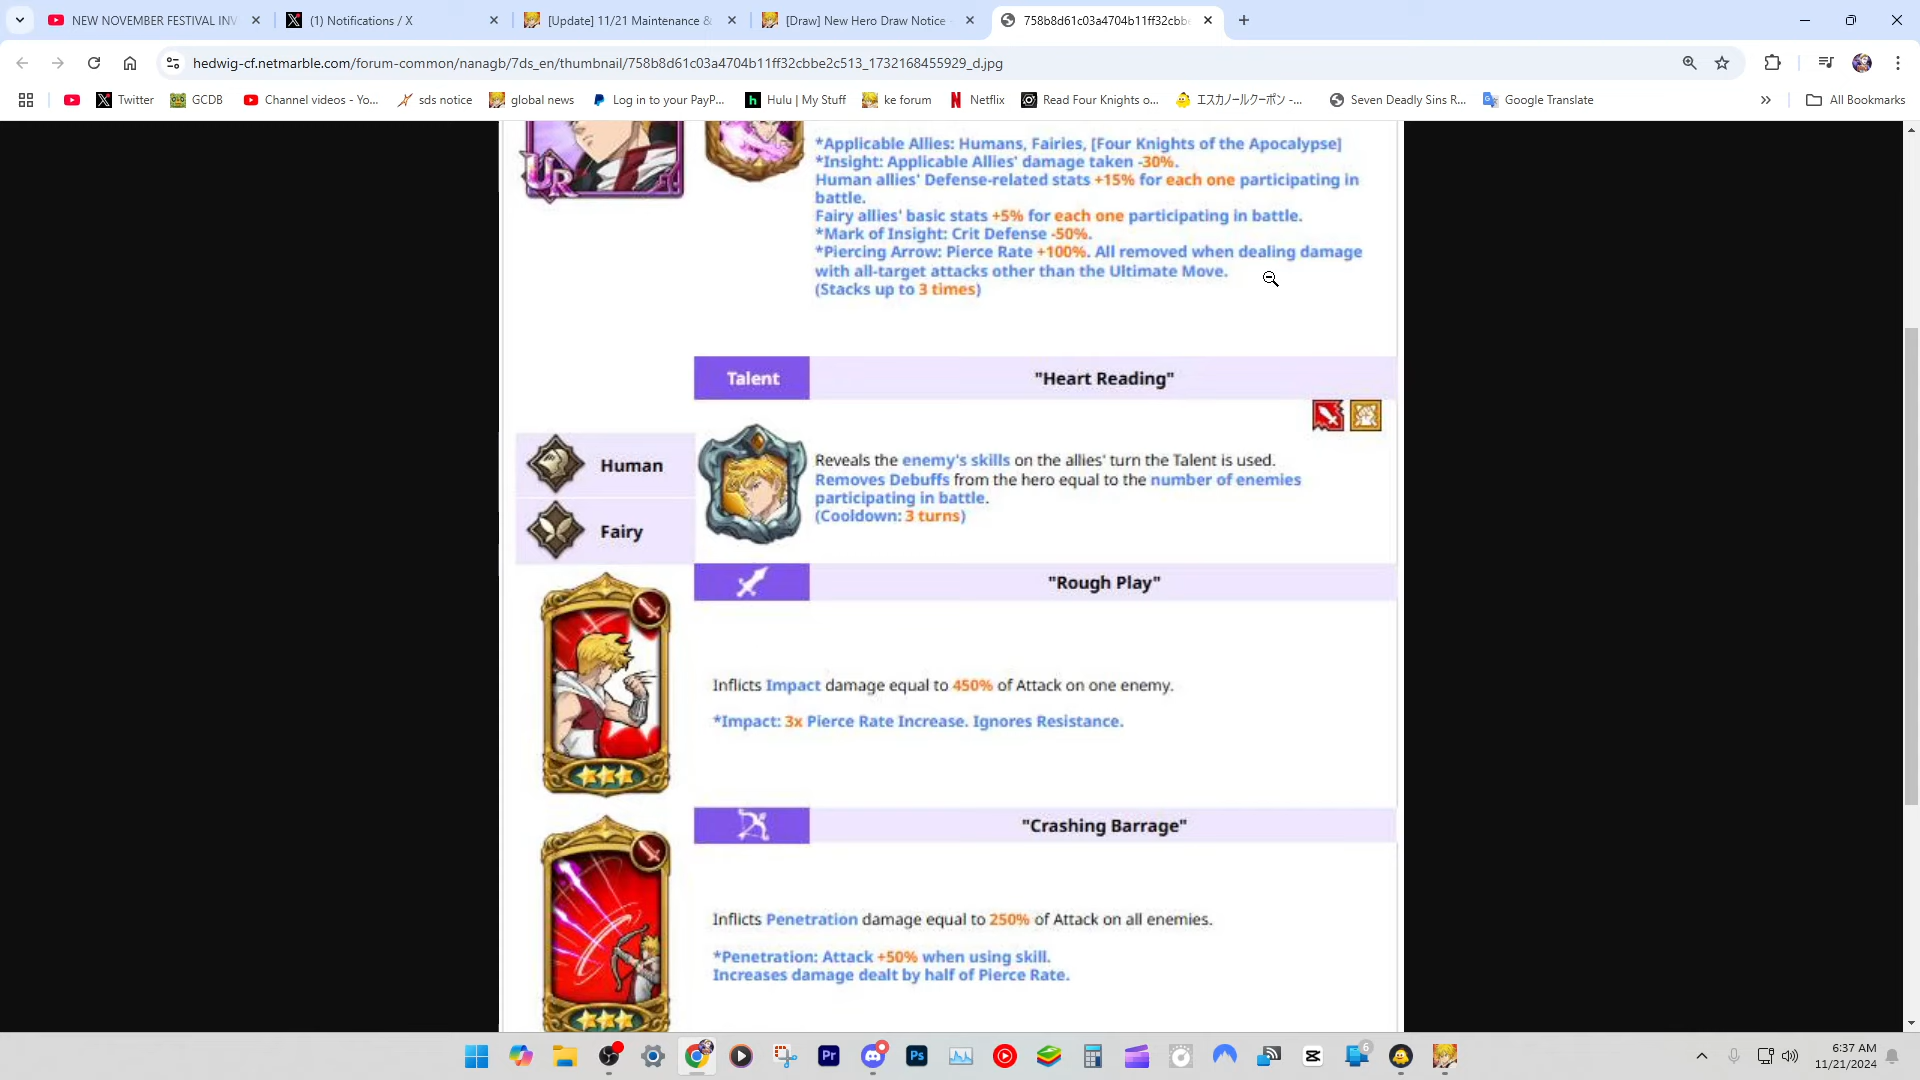 NEW NOVEMBER FESTIVAL INV
(1) Notifications / X
[Update] 11/21 Maintenance &
[Draw] New Hero Draw Notice
758b8d61c03a4704b11ff32cbbe
hedwig-cf.netmarble.com/forum-common/nanagb/7ds_en/thumbnail/758b8d61c03a4704b11ff32cbbe2c513_1732168455929_d.jpg
Twitter
GCDB
Channel videos - Yo...
sds notice
global news
Log in to your PayP...
Hulu | My Stuff
ke forum
Netflix
Read Four Knights o...
エスカノールクーポン -...
Seven Deadly Sins R...
Google Translate
»
All Bookmarks
UR
*Applicable Allies: Humans, Fairies, [Four Knights of the Apocalypse]
*Insight: Applicable Allies' damage taken -30%.
Human allies' Defense-related stats +15% for each one participating in
battle.
Fairy allies' basic stats +5% for each one participating in battle.
*Mark of Insight: Crit Defense -50%.
*Piercing Arrow: Pierce Rate +100%. All removed when dealing damage
with all-target attacks other than the Ultimate Move.
(Stacks up to 3 times)
Talent
"Heart Reading"
Human
Fairy
Reveals the enemy's skills on the allies' turn the Talent is used.
Removes Debuffs from the hero equal to the number of enemies
participating in battle.
(Cooldown: 3 turns)
"Rough Play"
Inflicts Impact damage equal to 450% of Attack on one enemy.
*Impact: 3x Pierce Rate Increase. Ignores Resistance.
"Crashing Barrage"
Inflicts Penetration damage equal to 250% of Attack on all enemies.
*Penetration: Attack +50% when using skill.
Increases damage dealt by half of Pierce Rate.
Pr
Ps
6
6:37 AM
11/21/2024